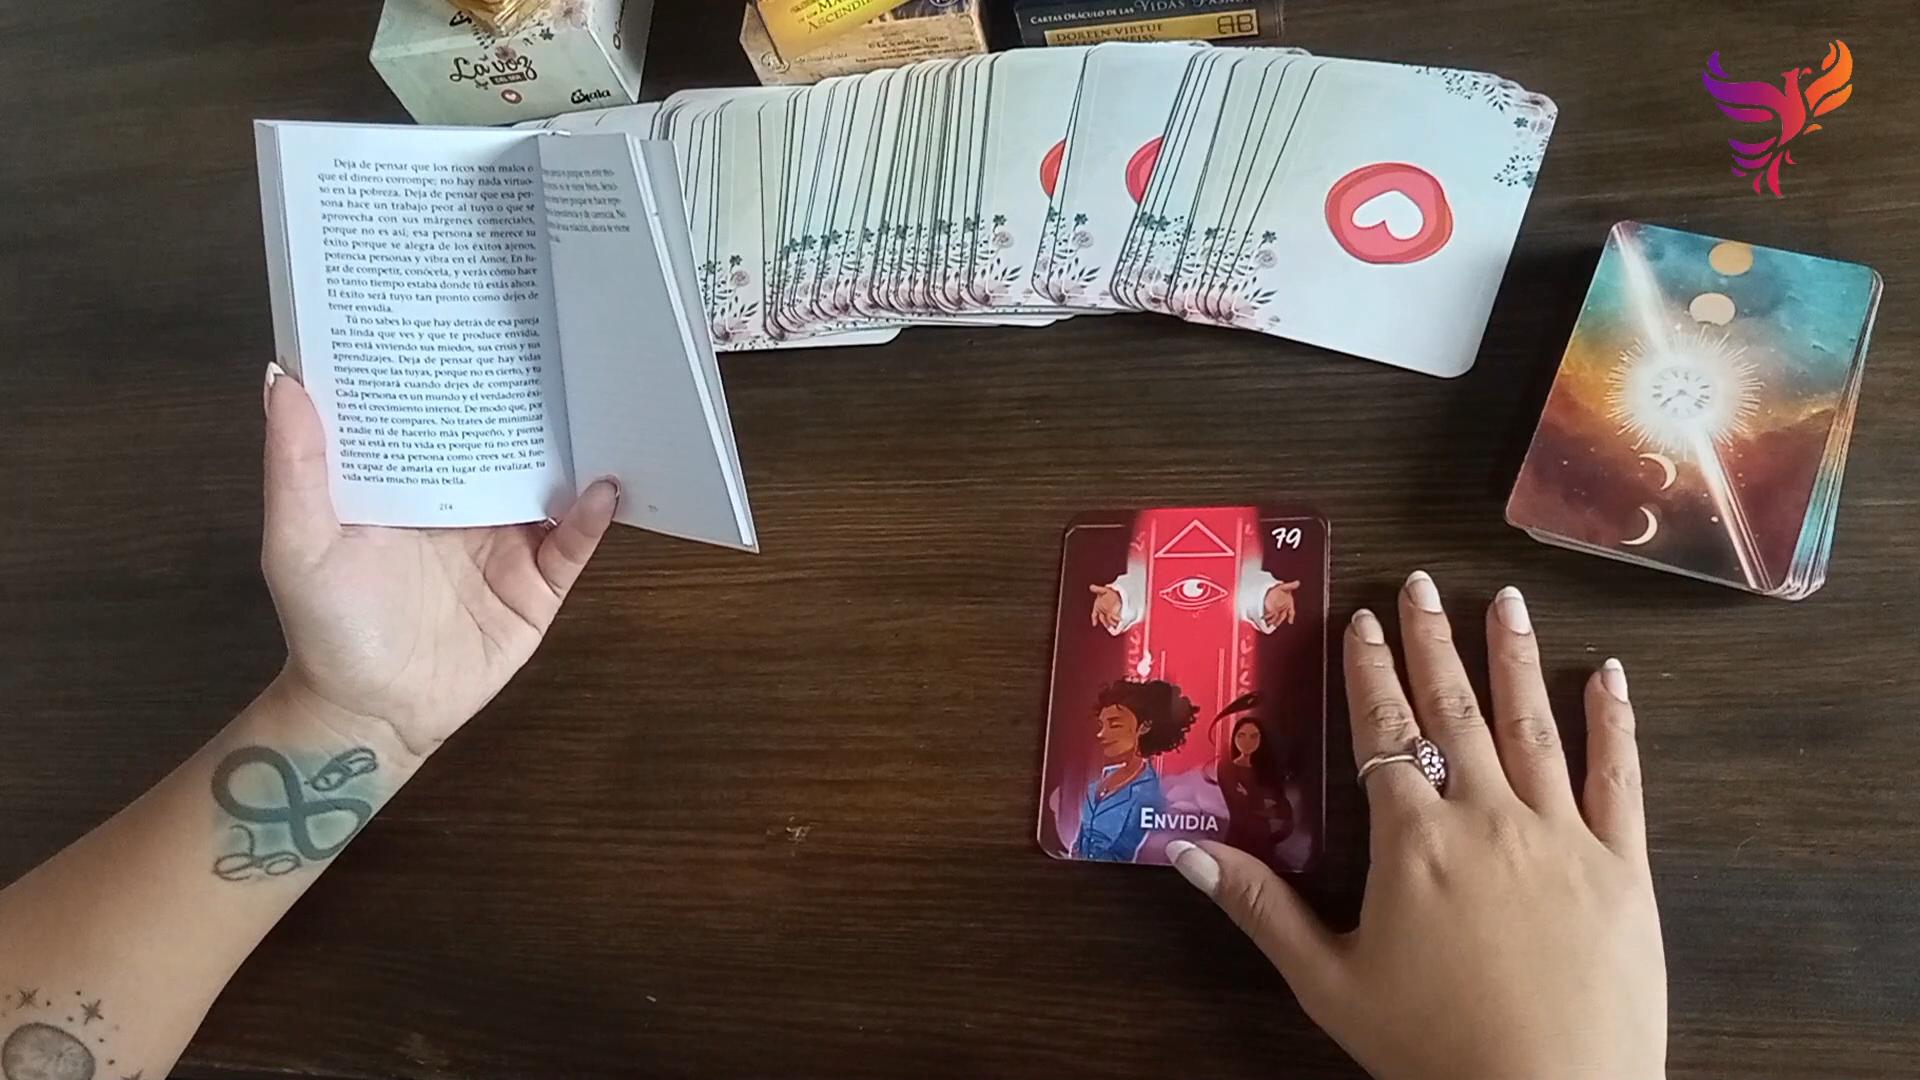 La voz
DEL SER
Gaia
ASCENDI
CARTAS ORÁCULO DE LAS VIDAS PASAD
DOREEN VIRTUE
Deja de pensar que los ricos son malos o
que el dinero corrompe; no hay nada virtuo-
so en la pobreza. Deja de pensar que esa per-
sona hace un trabajo peor al tuyo o que se
aprovecha con sus márgenes comerciales,
porque no es así; esa persona se merece su
éxito porque se alegra de los éxitos ajenos,
potencia personas y vibra en el Amor. En lu-
gar de competir, conócela, y verás cómo hace
no tanto tiempo estaba donde tú estás ahora.
El éxito será tuyo tan pronto como dejes de
tener envidia.
Tú no sabes lo que hay detrás de esa pareja
tan linda que ves y que te produce envidia,
pero está viviendo sus miedos, sus crisis y sus
aprendizajes. Deja de pensar que hay vidas
mejores que las tuyas, porque no es cierto, y tu
vida mejorará cuando dejes de compararte.
Cada persona es un mundo y el verdadero éxi-
to es el crecimiento interior. De modo que, por
favor, no te compares. No trates de minimizar
a nadie ni de hacerlo más pequeño, y piensa
que si está en tu vida es porque tú no eres tan
diferente a esa persona como crees ser. Si fue-
ras capaz de amarla en lugar de rivalizar, tu
vida sería mucho más bella.
214
79
ENVIDIA